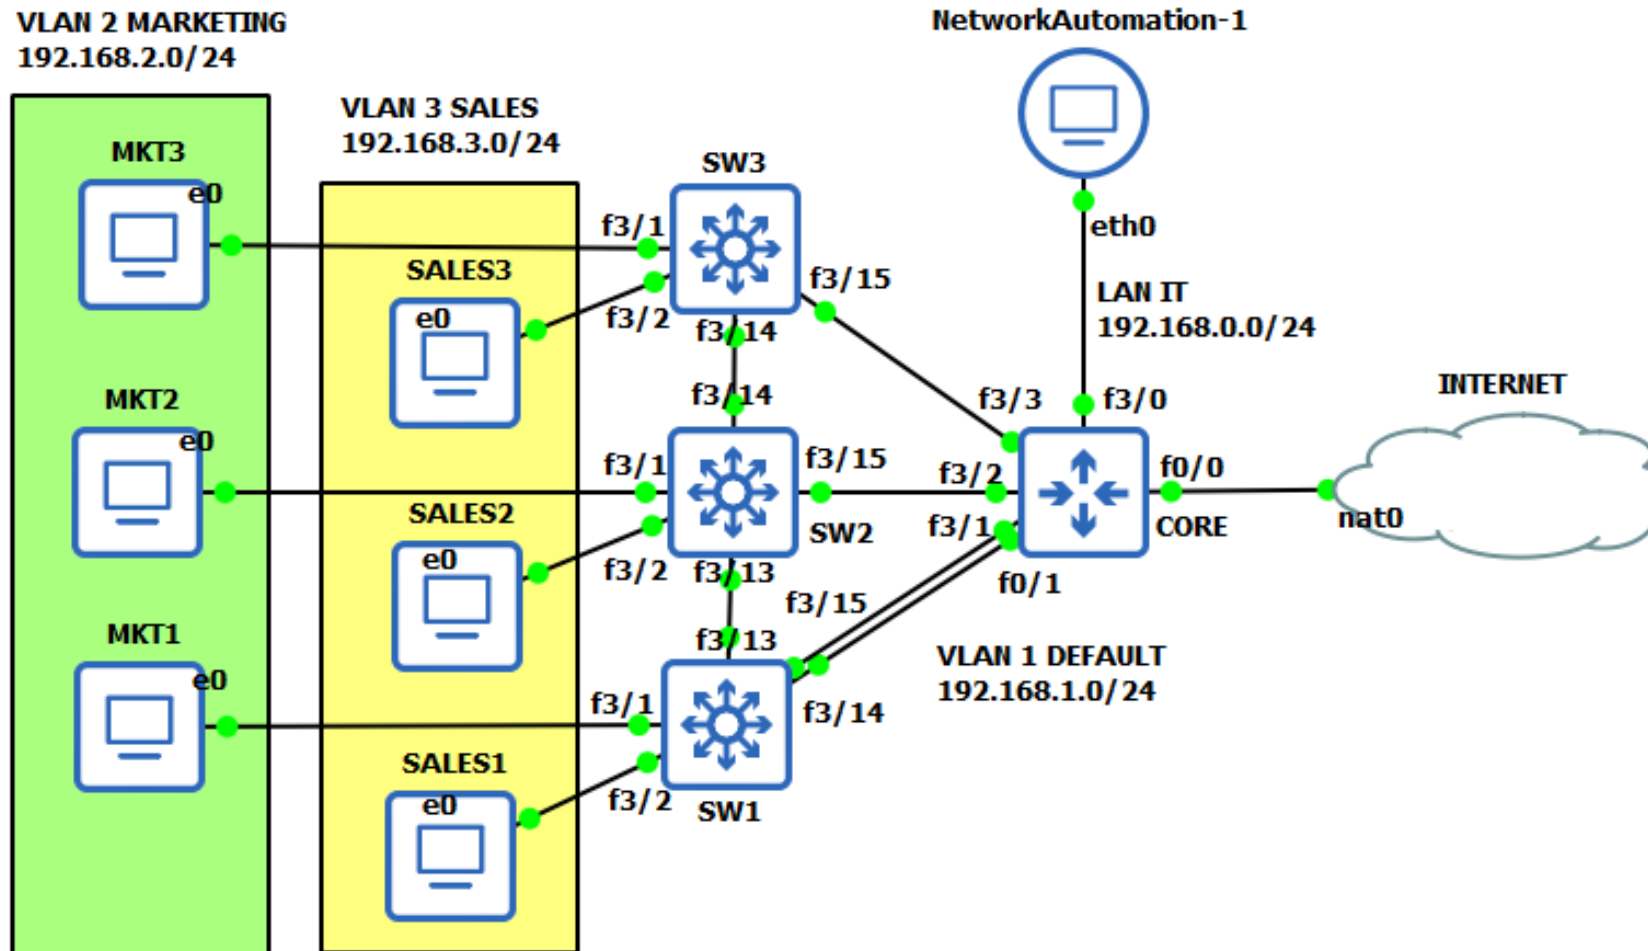 VLAN 2 MARKETING
192.168.2.0/24
NetworkAutomation-1
VLAN 3 SALES
192.168.3.0/24
MKT3
e0
SW3
f3/1
eth0
SALES3
e0
f3/2
f3/15
f3/14
LAN IT
192.168.0.0/24
f3/14
f3/3
f3/0
INTERNET
MKT2
e0
f3/1
f3/15
f3/2
f0/0
nat0
SALES2
e0
f3/2
SW2
f3/1
CORE
f3/13
f0/1
f3/15
MKT1
e0
f3/13
VLAN 1 DEFAULT
192.168.1.0/24
f3/1
f3/14
SALES1
e0
f3/2
SW1